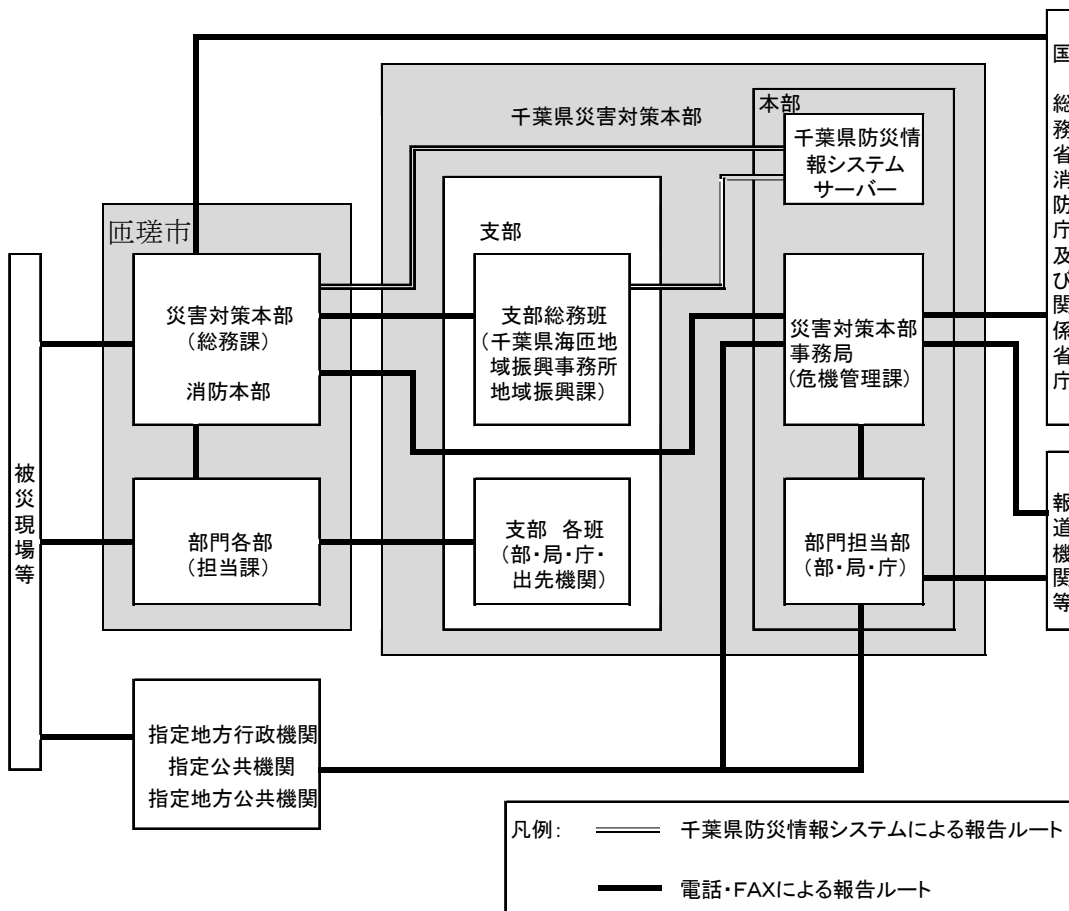 被災現場等
匝瑳市
災害対策本部
(総務課)
消防本部
部門各部
(担当課)
指定地方行政機関
指定公共機関
指定地方公共機関
千葉県災害対策本部
支部
支部総務班
(千葉県海匝地
域振興事務所
地域振興課)
支部 各班
(部・局・庁・
出先機関)
本部
千葉県防災情
報システム
サーバー
災害対策本部
事務局
(危機管理課)
部門担当部
(部・局・庁)
国
総務省消防庁及び関係省庁
報道機関等
凡例:
千葉県防災情報システムによる報告ルート
電話・FAXによる報告ルート